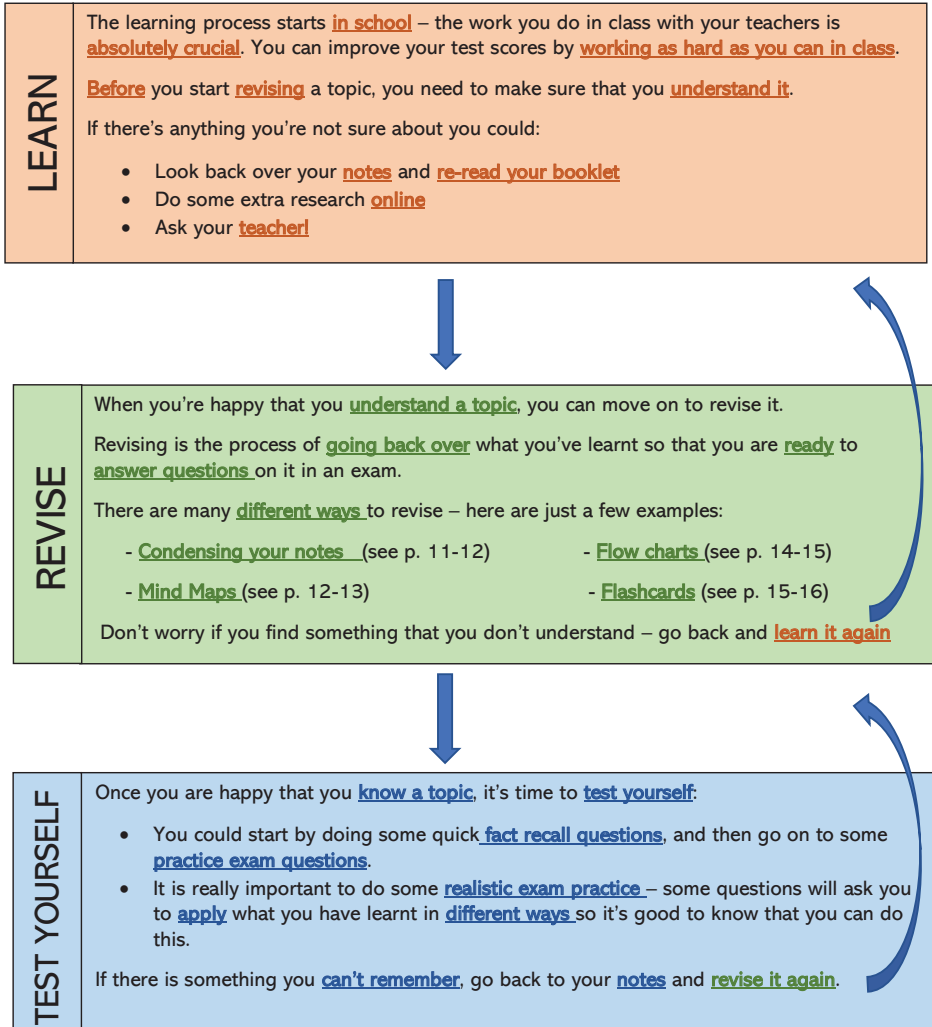 LEARN
The learning process starts in school – the work you do in class with your teachers is
absolutely crucial. You can improve your test scores by working as hard as you can in class.
Before you start revising a topic, you need to make sure that you understand it.
If there's anything you're not sure about you could:
• Look back over your notes and re-read your booklet
• Do some extra research online
• Ask your teacher!
REVISE
When you're happy that you understand a topic, you can move on to revise it.
Revising is the process of going back over what you've learnt so that you are ready to
answer questions on it in an exam.
There are many different ways to revise – here are just a few examples:
- Condensing your notes (see p. 11-12) - Flow charts (see p. 14-15)
- Mind Maps (see p. 12-13) - Flashcards (see p. 15-16)
Don't worry if you find something that you don't understand – go back and learn it again
TEST YOURSELF
Once you are happy that you know a topic, it's time to test yourself:
• You could start by doing some quick fact recall questions, and then go on to some
practice exam questions.
• It is really important to do some realistic exam practice – some questions will ask you
to apply what you have learnt in different ways so it's good to know that you can do
this.
If there is something you can't remember, go back to your notes and revise it again.